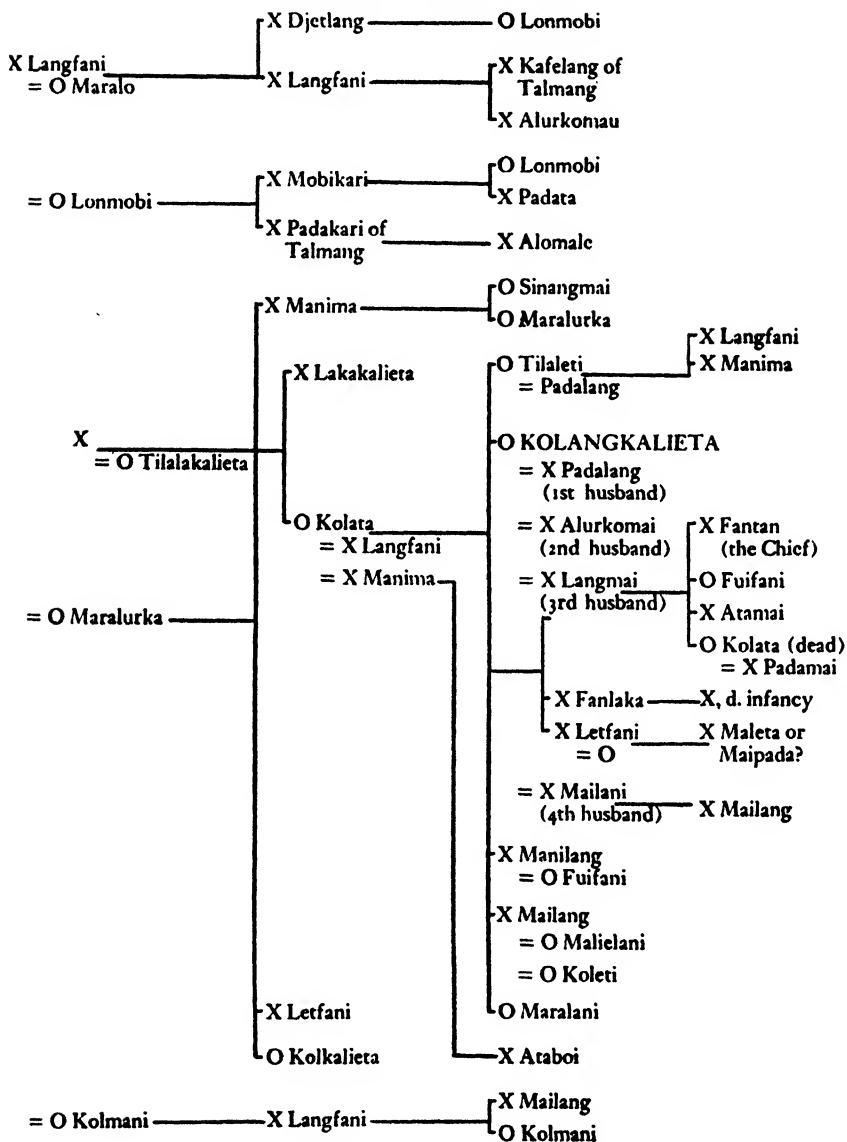 X Djetlang O Lonmobi
X Langfani
= O Maralo X Langfani X Kafelang of
Talmang
X Alurkomau
O Lonmobi
X Mobikari
= O Lonmobi X Padata
X Padakari of
Talmang X Alomale
O Sinangmai
X Manima
O Maralurka
X Langfani
O Tilaleti X Manima
X Lakakalieta = Padalang
X
= O Tilalakalieta O KOLANGKALIETA
= X Padalang
(1st husband)
O Kolata = X Alurkomai X Fantan
= X Langfani (2nd husband) (the Chief)
= X Manima = X Langmai O Fuifani
(3rd husband)
= O Maralurka X Atamai
O Kolata (dead)
= X Padamai
X Fanlaka X, d. infancy
X Letfani X Maleta or
= O Maipada?
= X Mailani
(4th husband) X Mailang
X Manilang
= O Fuifani
X Mailang
= O Malielani
= O Koleti
X Letfani O Maralani
O Kolkalieta X Ataboi
X Mailang
= O Kolmani X Langfani
O Kolmani